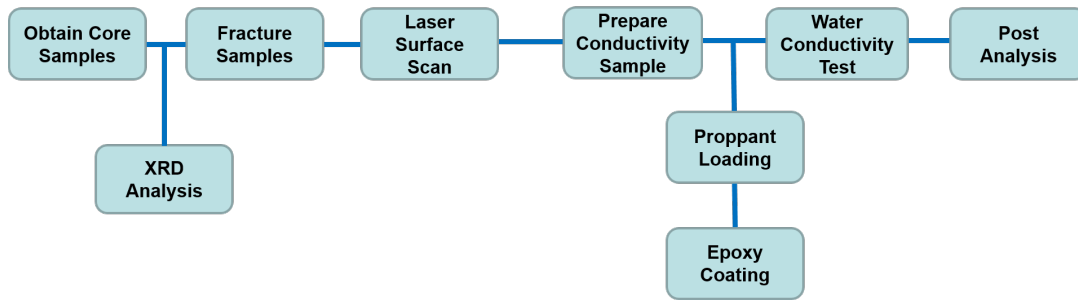 Obtain Core
Samples
Fracture
Samples
Laser
Surface
Scan
Prepare
Conductivity
Sample
Water
Conductivity
Test
Post
Analysis
XRD
Analysis
Proppant
Loading
Epoxy
Coating